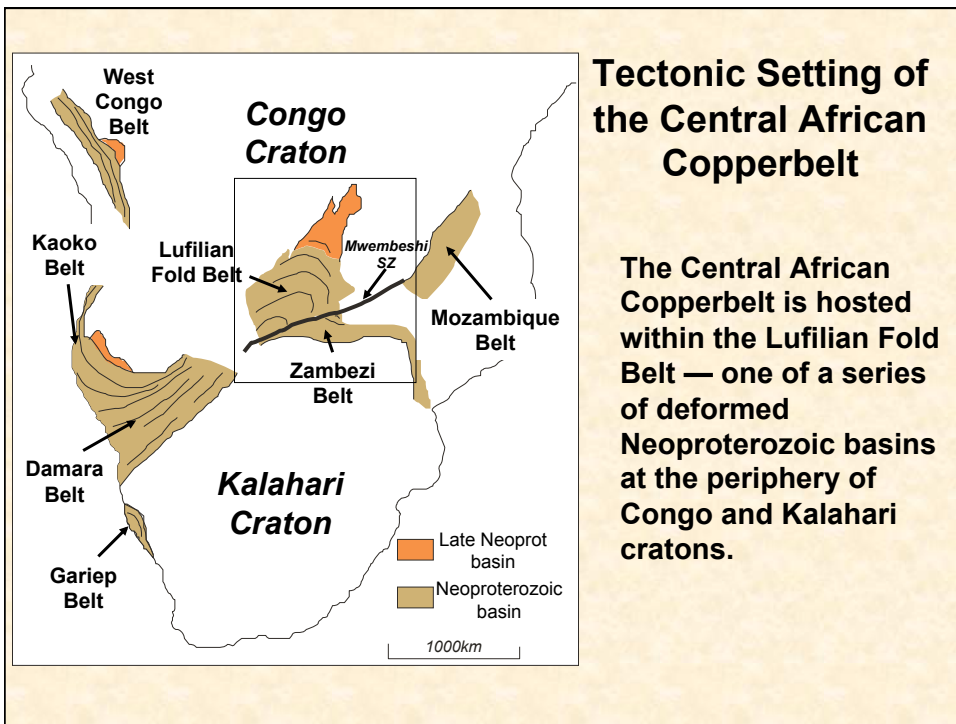 Tectonic Setting of
the Central African
Copperbelt
West
Congo
Belt
Congo
Craton
Kaoko
Belt
Lufilian
Fold Belt
Mwembeshi
SZ
Mozambique
Belt
Zambezi
Belt
Damara
Belt
Kalahari
Craton
Gariep
Belt
Late Neoprot
basin
Neoproterozoic
basin
1000km
The Central African
Copperbelt is hosted
within the Lufilian Fold
Belt — one of a series
of deformed
Neoproterozoic basins
at the periphery of
Congo and Kalahari
cratons.